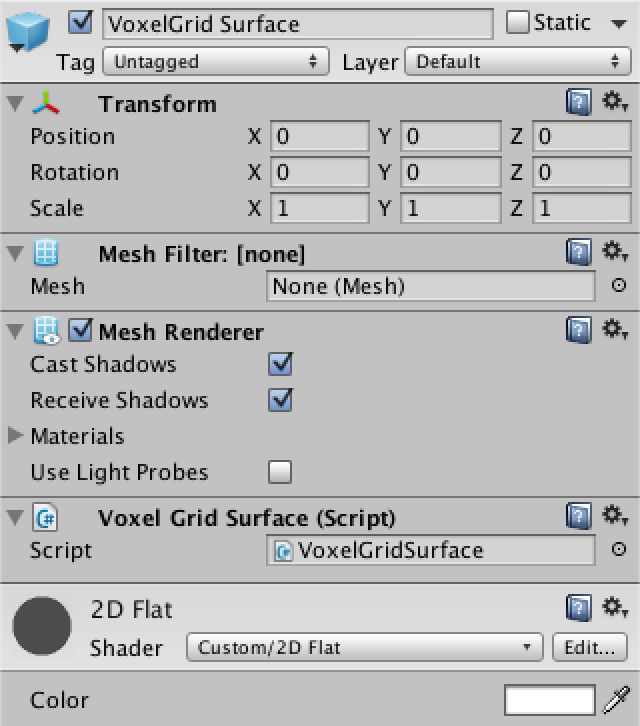 VoxelGrid Surface Static
Tag Untagged Layer Default
Transform
Position X 0 Y 0 Z 0
Rotation X 0 Y 0 Z 0
Scale X 1 Y 1 Z 1
Mesh Filter: [none]
Mesh None (Mesh)
Mesh Renderer
Cast Shadows
Receive Shadows
Materials
Use Light Probes
C# Voxel Grid Surface (Script)
Script C# VoxelGridSurface
2D Flat
Shader Custom/2D Flat Edit...
Color